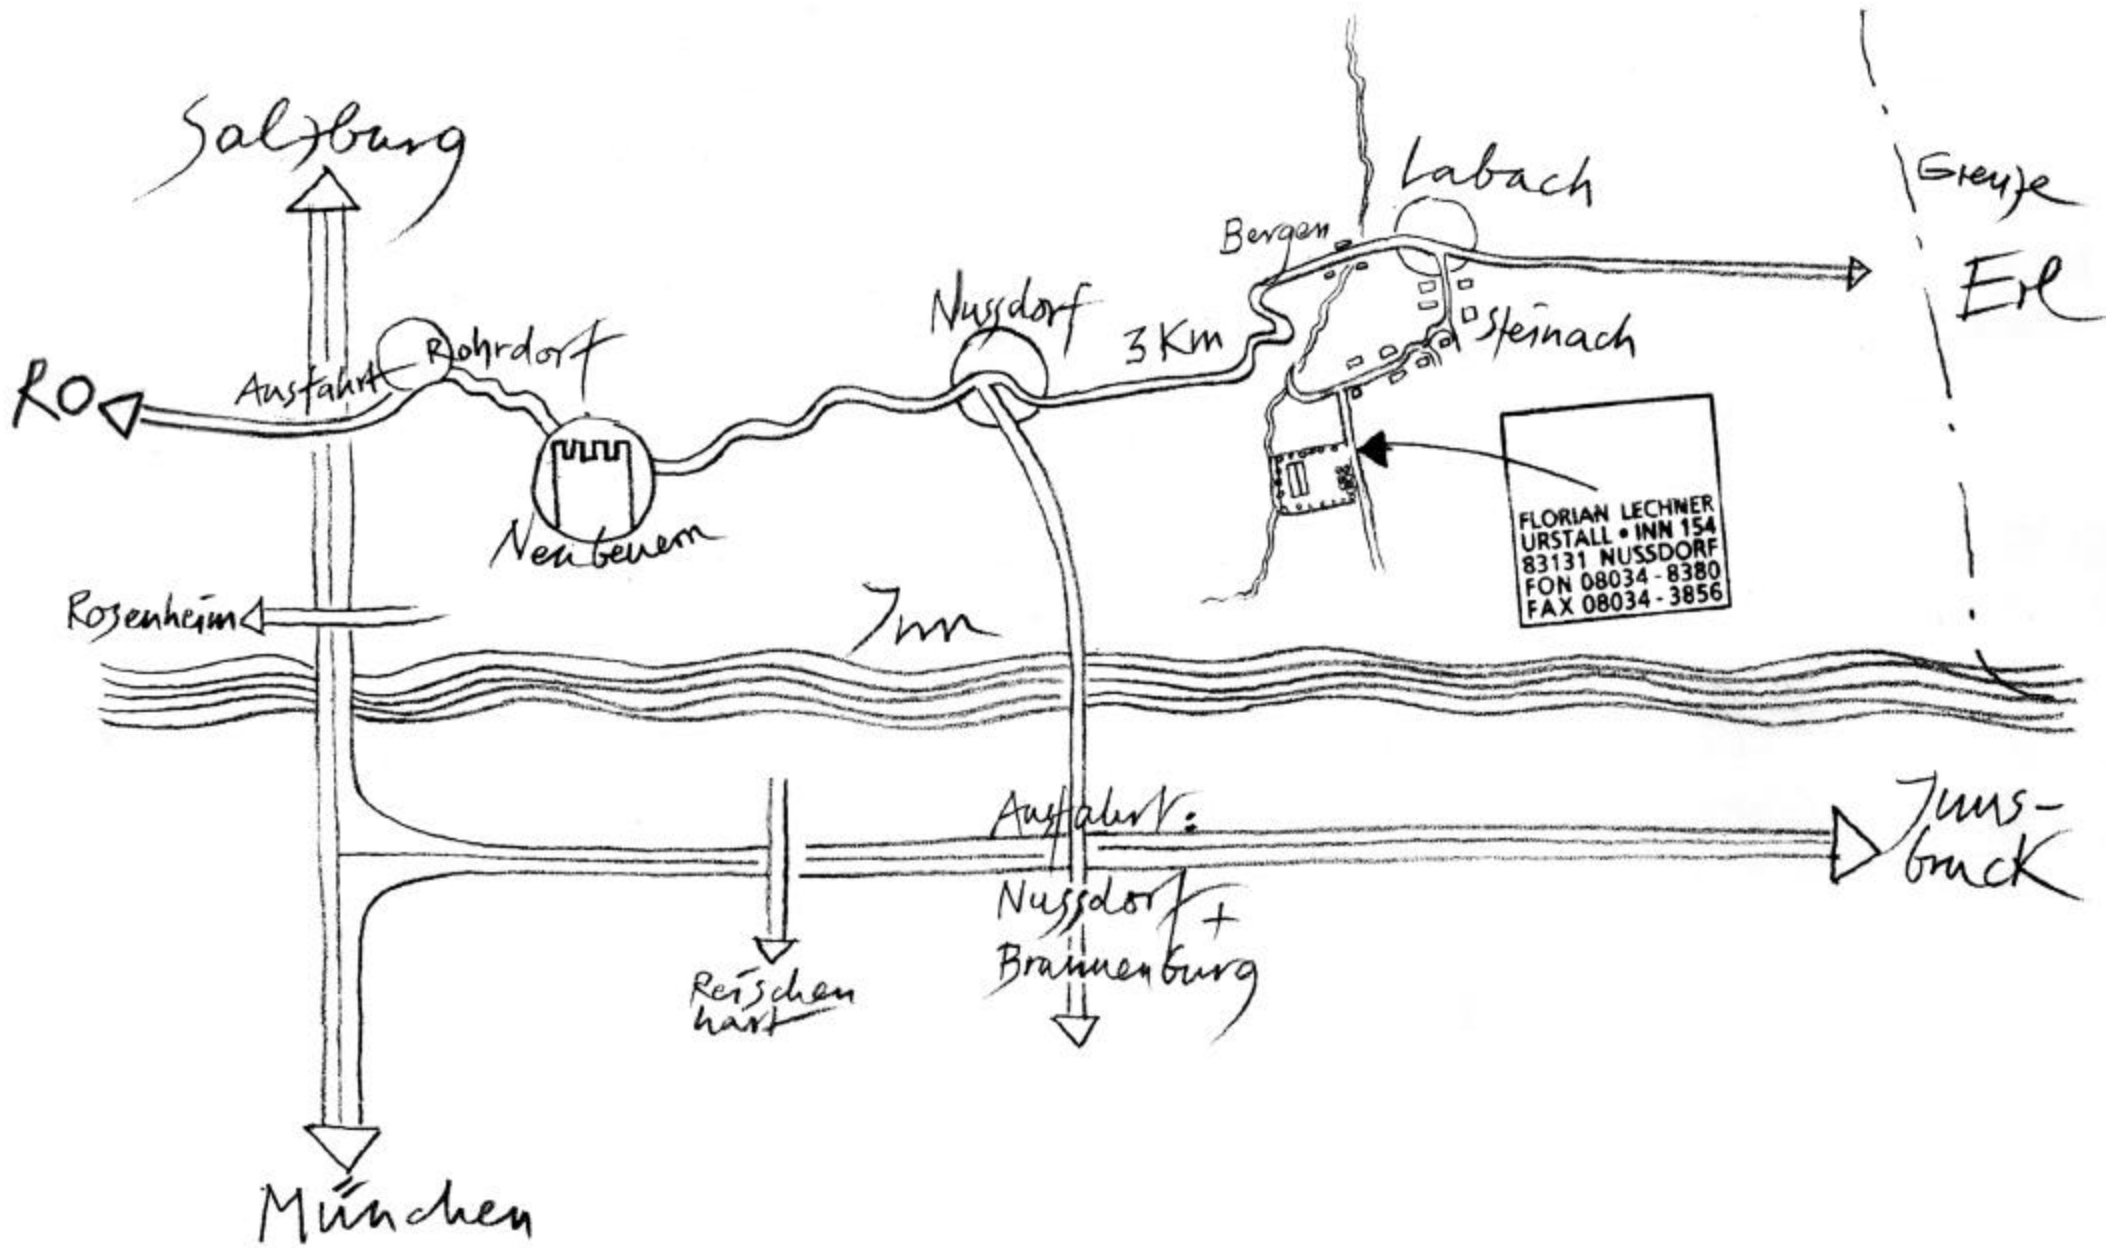 Salzburg
Labach
Grenze
Bergen
Erl
Nussdorf
Rohrdorf
3 Km
Steinach
Ausfahrt
RO
FLORIAN LECHNER
URSTALL • INN 154
83131 NUSSDORF
FON 08034 - 8380
FAX 08034 - 3856
Neubeuern
Rosenheim
Inn
Ausfahrt:
Nussdorf +
Brannenburg
Inns-
bruck
Reischen
hart
München